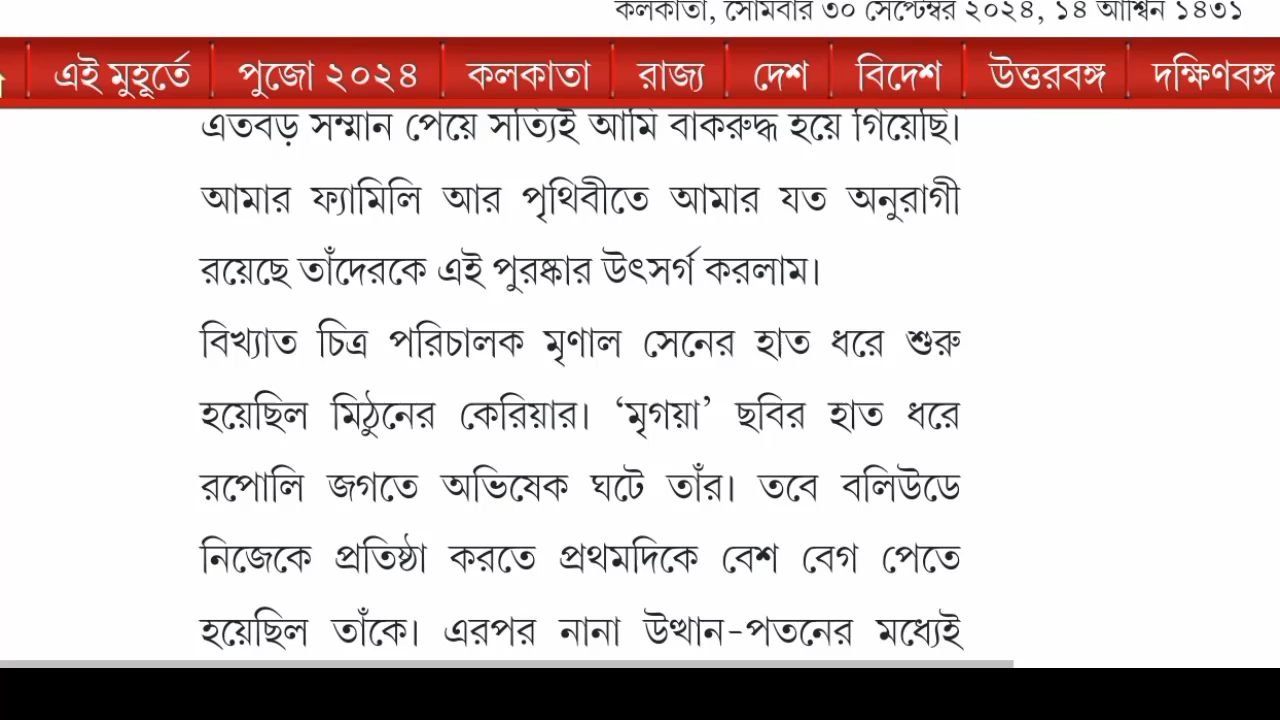 কলকাতা, সোমবার ৩০ সেপ্টেম্বর ২০২৪, ১৪ আশ্বিন ১৪৩১
এই মুহূর্তে পুজো ২০২৪ কলকাতা রাজ্য দেশ বিদেশ উত্তরবঙ্গ দক্ষিণবঙ্গ
এতবড় সম্মান পেয়ে সত্যিই আমি বাকরুদ্ধ হয়ে গিয়েছি।
আমার ফ্যামিলি আর পৃথিবীতে আমার যত অনুরাগী
রয়েছে তাঁদেরকে এই পুরষ্কার উৎসর্গ করলাম।
বিখ্যাত চিত্র পরিচালক মৃণাল সেনের হাত ধরে শুরু
হয়েছিল মিঠুনের কেরিয়ার। ‘মৃগয়া’ ছবির হাত ধরে
রপোলি জগতে অভিষেক ঘটে তাঁর। তবে বলিউডে
নিজেকে প্রতিষ্ঠা করতে প্রথমদিকে বেশ বেগ পেতে
হয়েছিল তাঁকে। এরপর নানা উত্থান-পতনের মধ্যেই